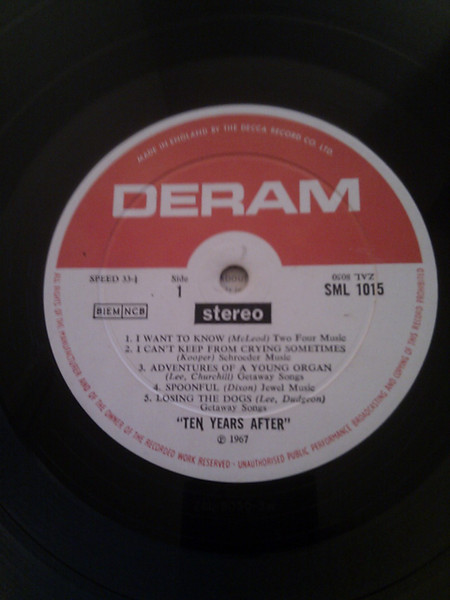 MADE IN ENGLAND BY THE DECCA RECORD CO. LTD.
DERAM
SPEED 33⅓
Side
1
ZAL 8050
SML 1015
BIEM NCB
stereo
1. I WANT TO KNOW (McLeod) Two Four Music
2. I CAN'T KEEP FROM CRYING SOMETIMES
(Kooper) Schroeder Music
3. ADVENTURES OF A YOUNG ORGAN
(Lee, Churchill) Getaway Songs
4. SPOONFUL (Dixon) Jewel Music
5. LOSING THE DOGS (Lee, Dudgeon)
Getaway Songs
"TEN YEARS AFTER"
℗ 1967
ALL RIGHTS OF THE MANUFACTURER AND OF THE OWNER OF THE RECORDED WORK RESERVED · UNAUTHORISED PUBLIC PERFORMANCE BROADCASTING AND COPYING OF THIS RECORD PROHIBITED